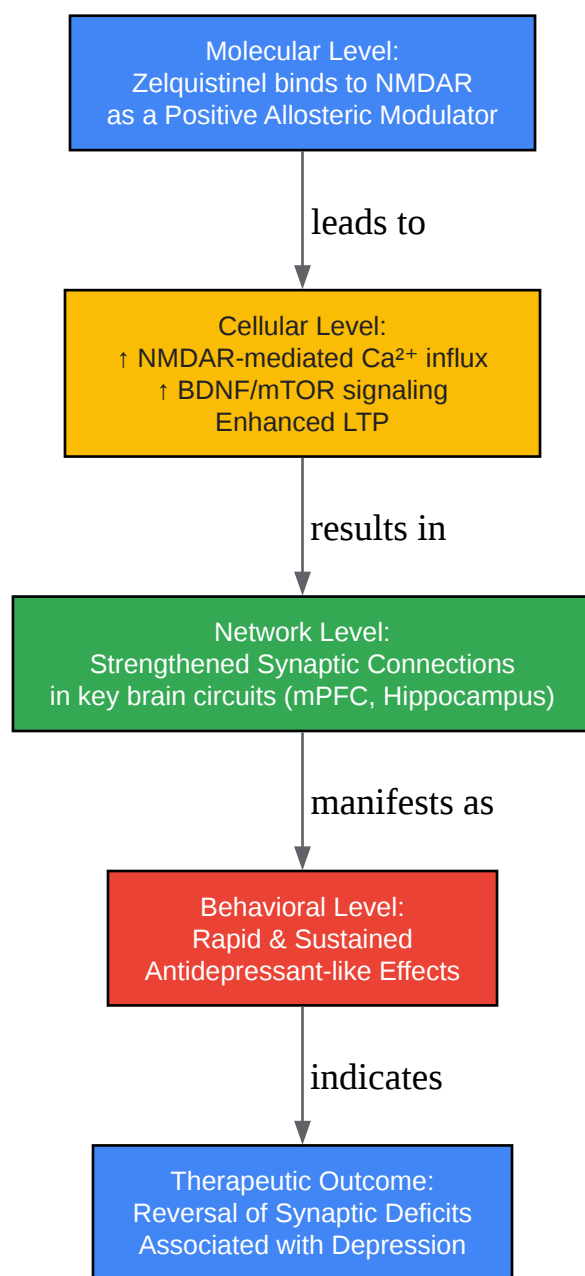 Molecular Level:
Zelquistinel binds to NMDAR
as a Positive Allosteric Modulator
leads to
Cellular Level:
↑ NMDAR-mediated Ca²⁺ influx
↑ BDNF/mTOR signaling
Enhanced LTP
results in
Network Level:
Strengthened Synaptic Connections
in key brain circuits (mPFC, Hippocampus)
manifests as
Behavioral Level:
Rapid & Sustained
Antidepressant-like Effects
indicates
Therapeutic Outcome:
Reversal of Synaptic Deficits
Associated with Depression